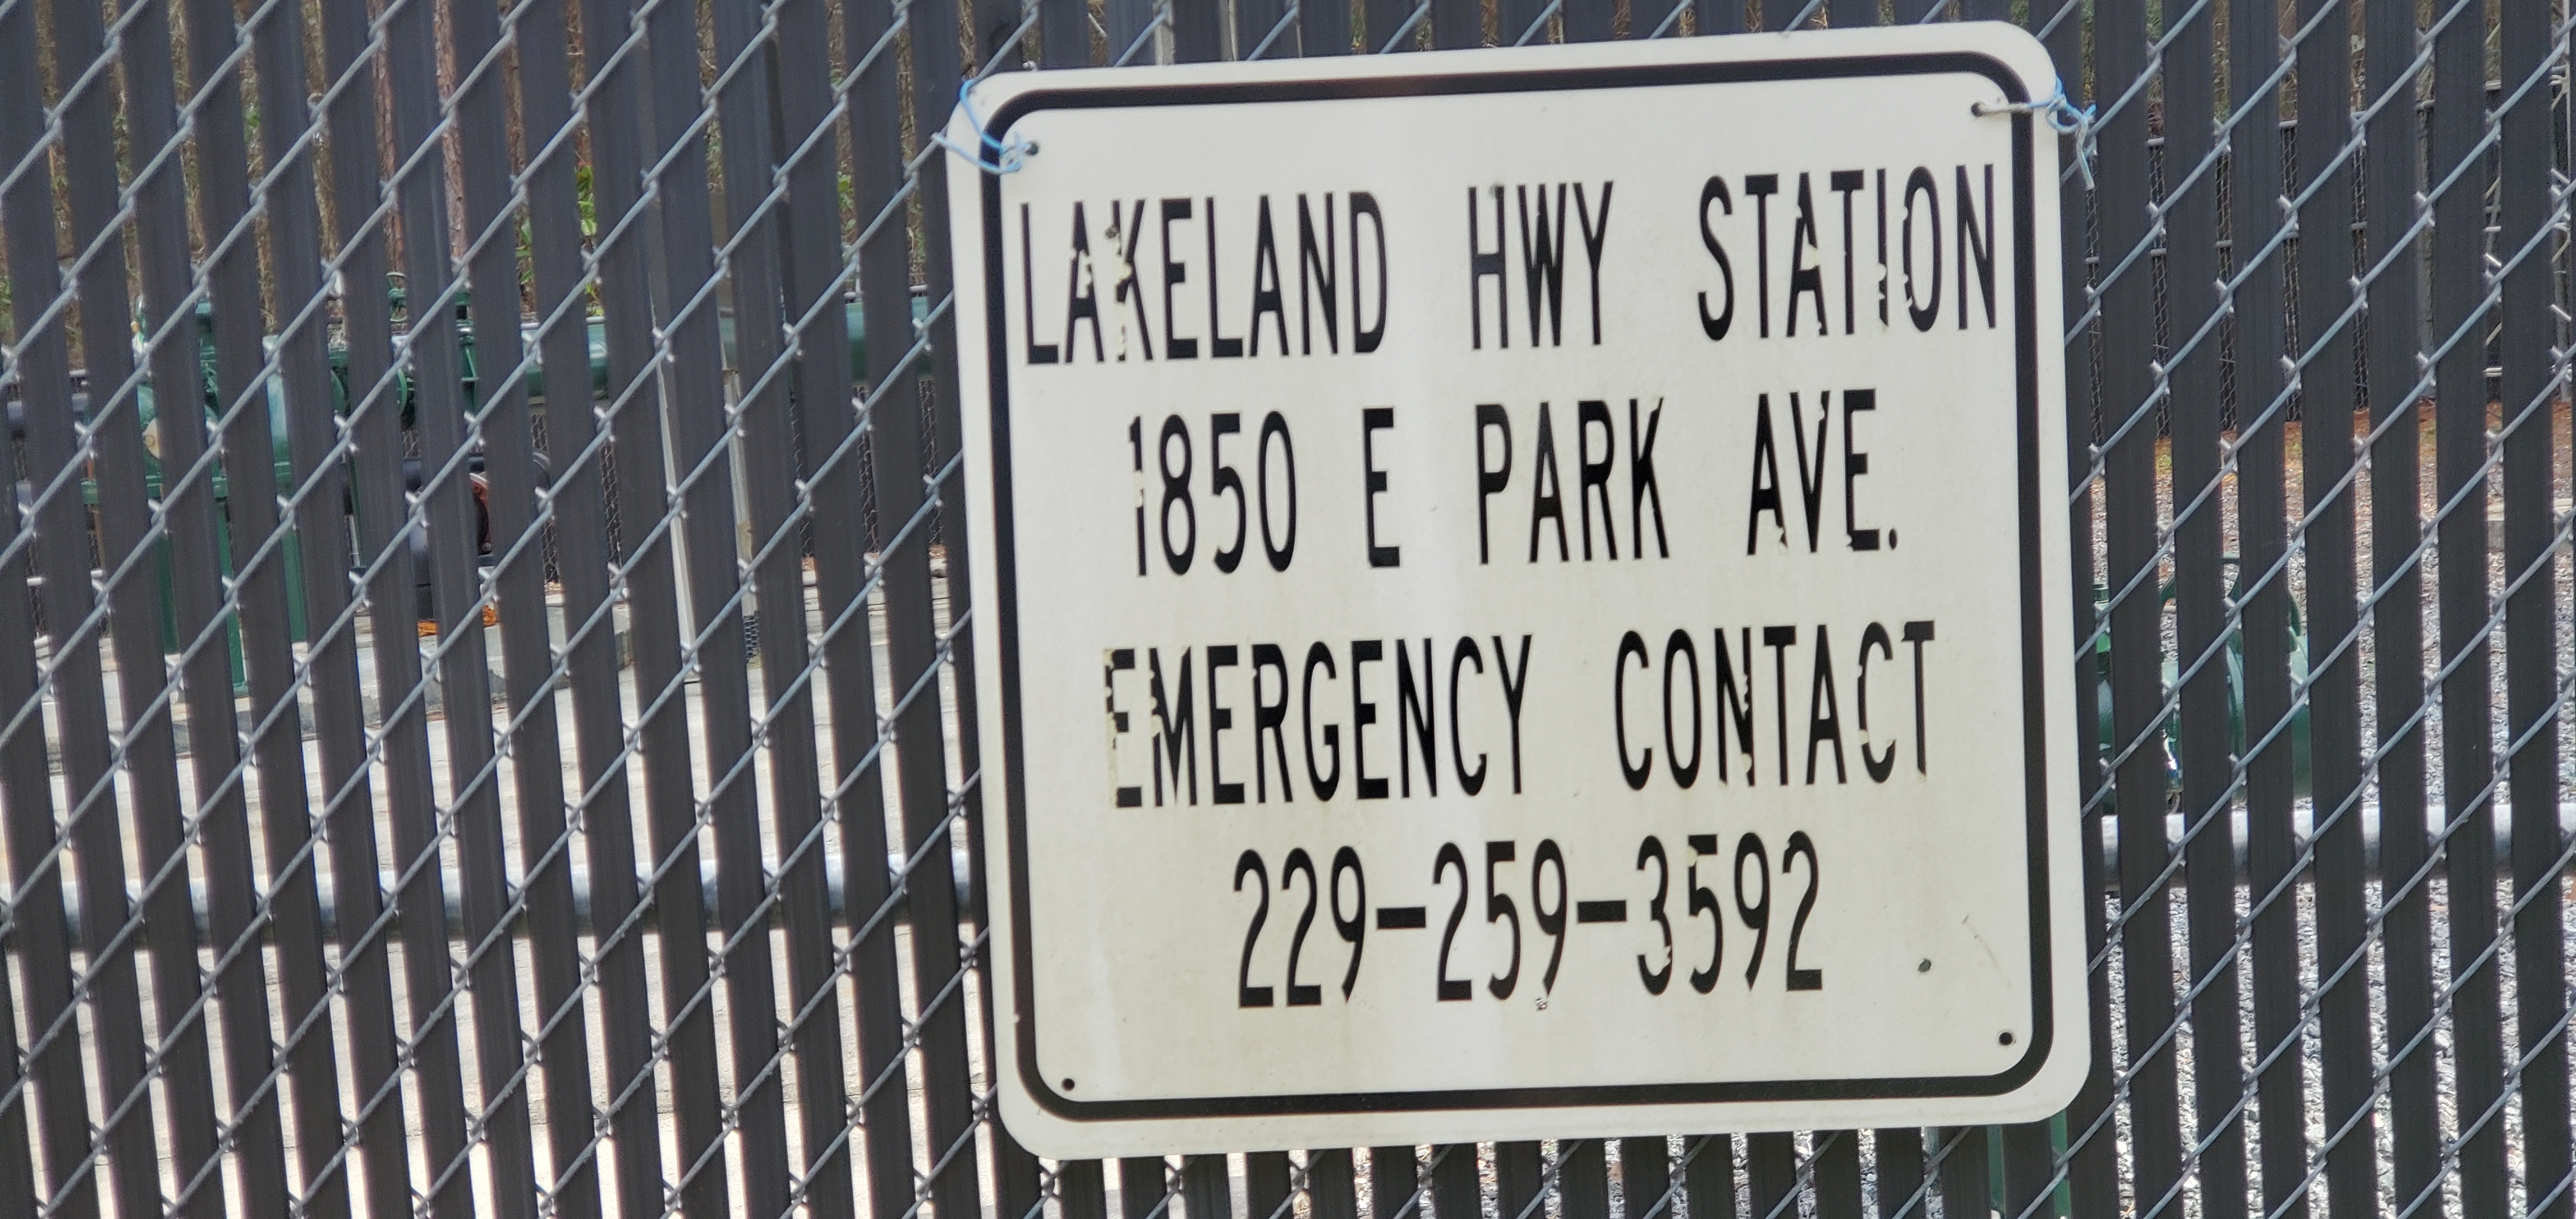 LAKELAND HWY STATION
1850 E PARK AVE.
EMERGENCY CONTACT
229-259-3592